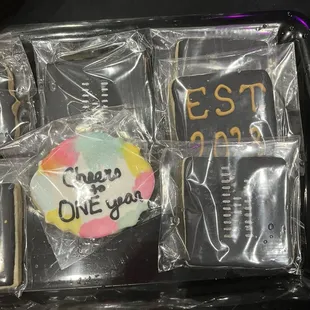 EST
Cheers
to
ONE year